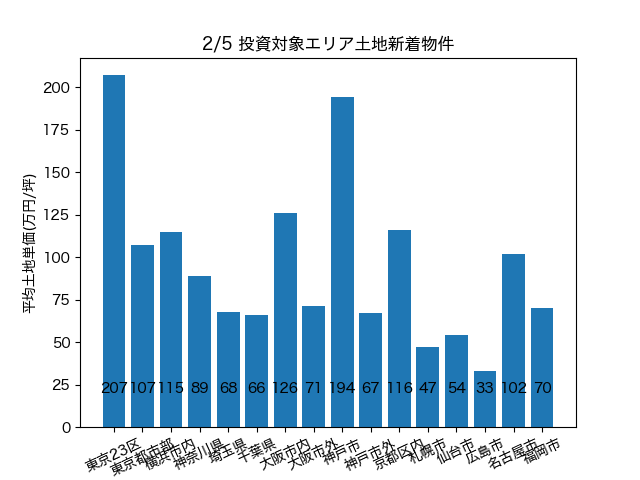 2/5 投資対象エリア土地新着物件
平均土地単価(万円/坪)
200
175
150
125
100
75
50
25
0
207 107 115 89 68 66 126 71 194 67 116 47 54 33 102 70
東京23区
東京都市部
横浜市内
神奈川県
埼玉県
千葉県
大阪市内
大阪市外
神戸市
神戸市外
京都区内
札幌市
仙台市
広島市
名古屋市
福岡市